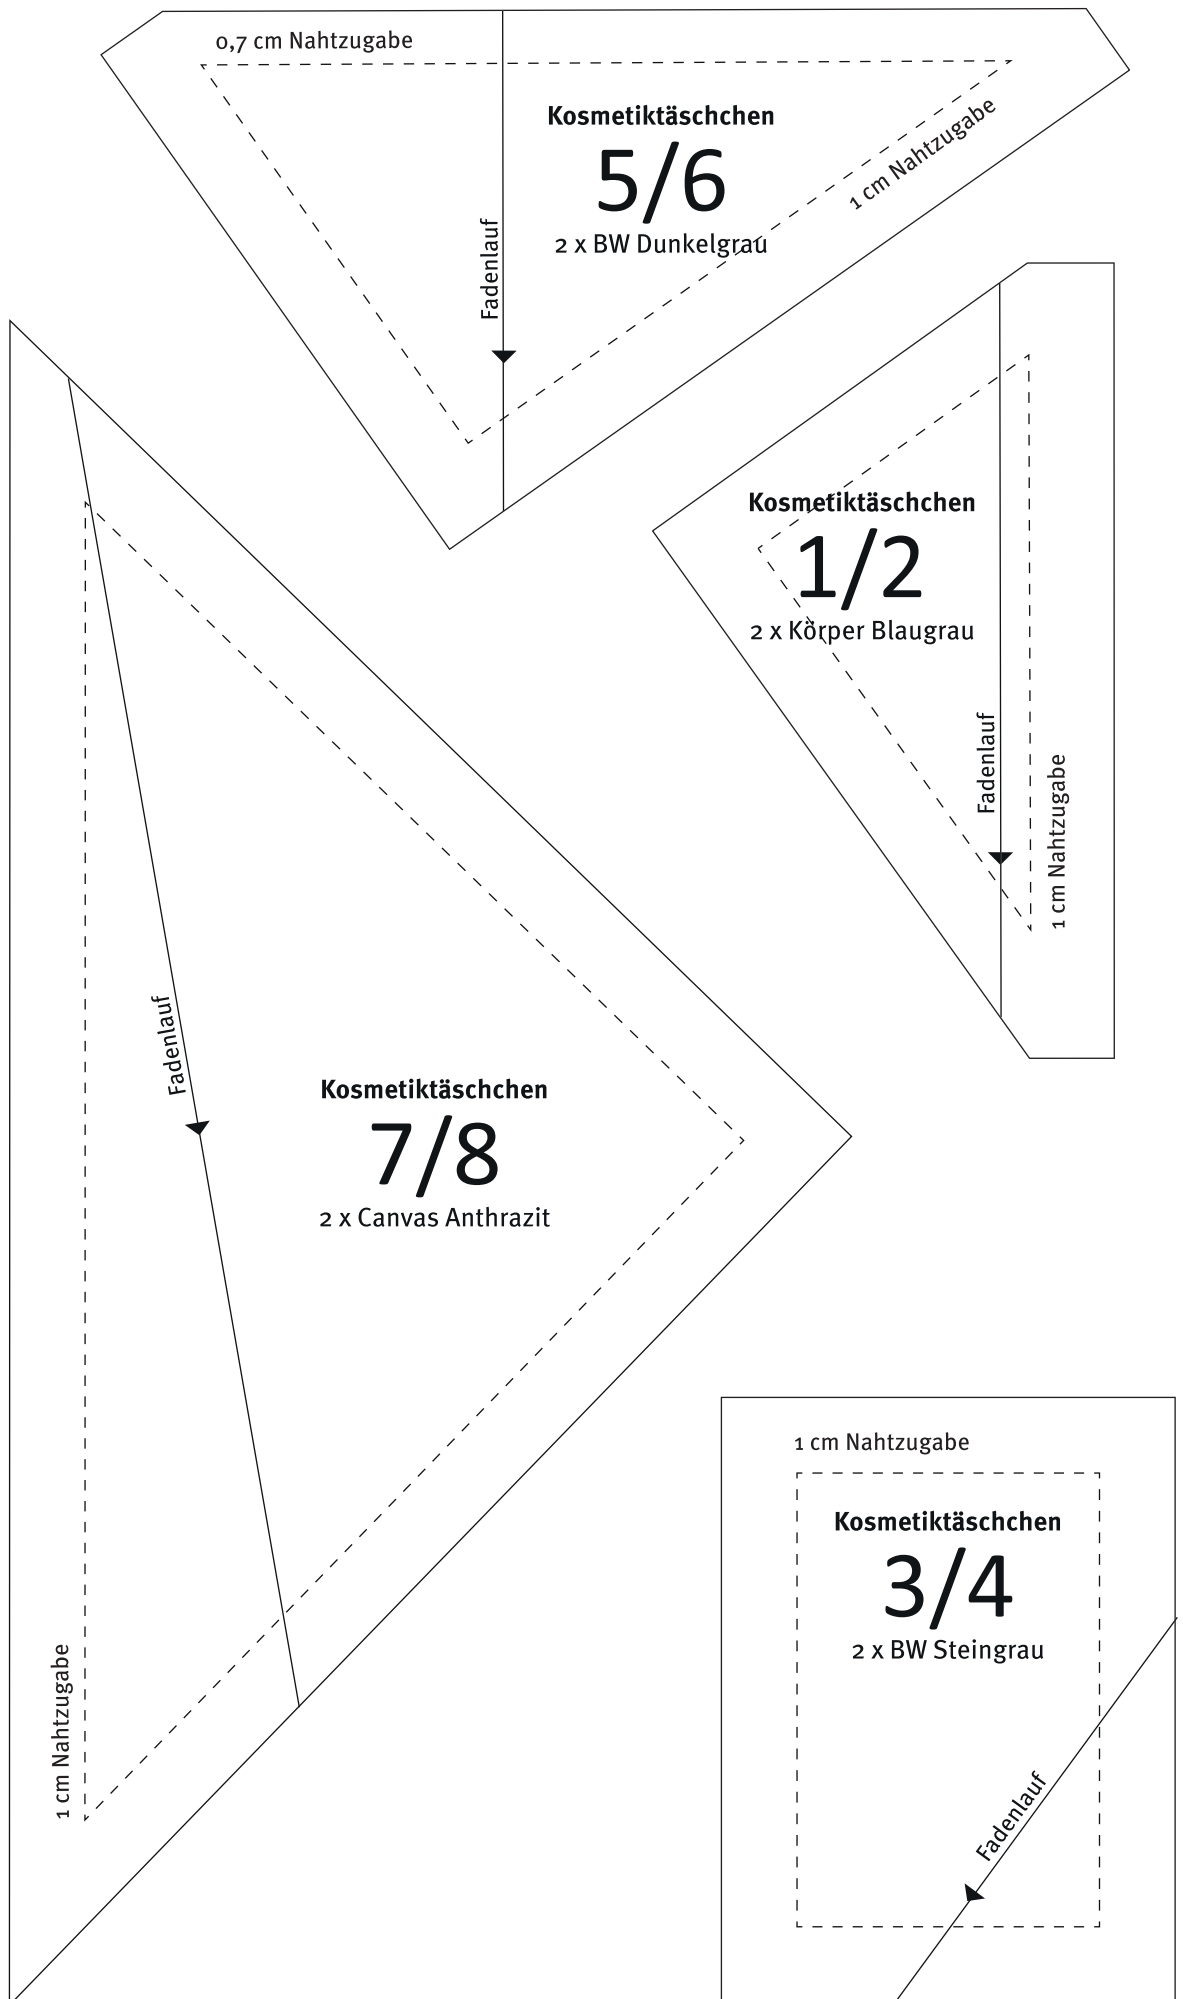 0,7 cm Nahtzugabe
Kosmetiktäschchen
5/6
2 x BW Dunkelgrau
1 cm Nahtzugabe
Fadenlauf
Kosmetiktäschchen
1/2
2 x Körper Blaugrau
Fadenlauf
1 cm Nahtzugabe
Fadenlauf
Kosmetiktäschchen
7/8
2 x Canvas Anthrazit
1 cm Nahtzugabe
1 cm Nahtzugabe
Kosmetiktäschchen
3/4
2 x BW Steingrau
Fadenlauf